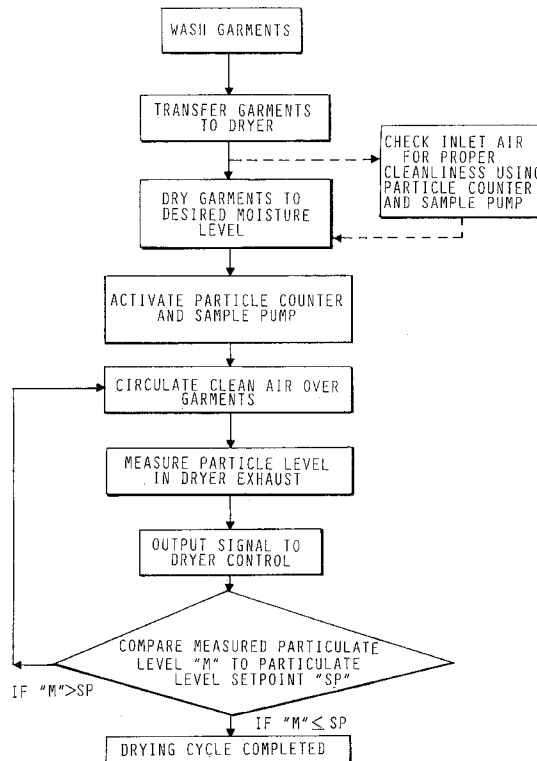 WASH GARMENTS
TRANSFER GARMENTS
TO DRYER
CHECK INLET AIR
FOR PROPER
CLEANLINESS USING
PARTICLE COUNTER
AND SAMPLE PUMP
DRY GARMENTS TO
DESIRED MOISTURE
LEVEL
ACTIVATE PARTICLE COUNTER
AND SAMPLE PUMP
CIRCULATE CLEAN AIR OVER
GARMENTS
MEASURE PARTICLE LEVEL
IN DRYER EXHAUST
OUTPUT SIGNAL TO
DRYER CONTROL
COMPARE MEASURED PARTICULATE
LEVEL "M" TO PARTICULATE
LEVEL SETPOINT "SP"
IF "M">SP
IF "M"≤ SP
DRYING CYCLE COMPLETED